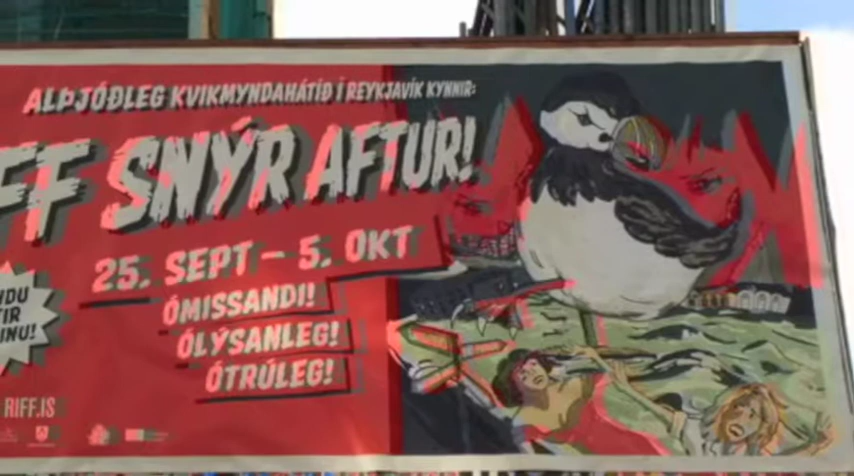 ALÞJÓÐLEG KVIKMYNDAHÁTÍÐ Í REYKJAVÍK KYNNIR:
FF SNÝR AFTUR!
25. SEPT – 5. OKT
ÓMISSANDI!
ÓLÝSANLEG!
ÓTRÚLEG!
RIFF.IS